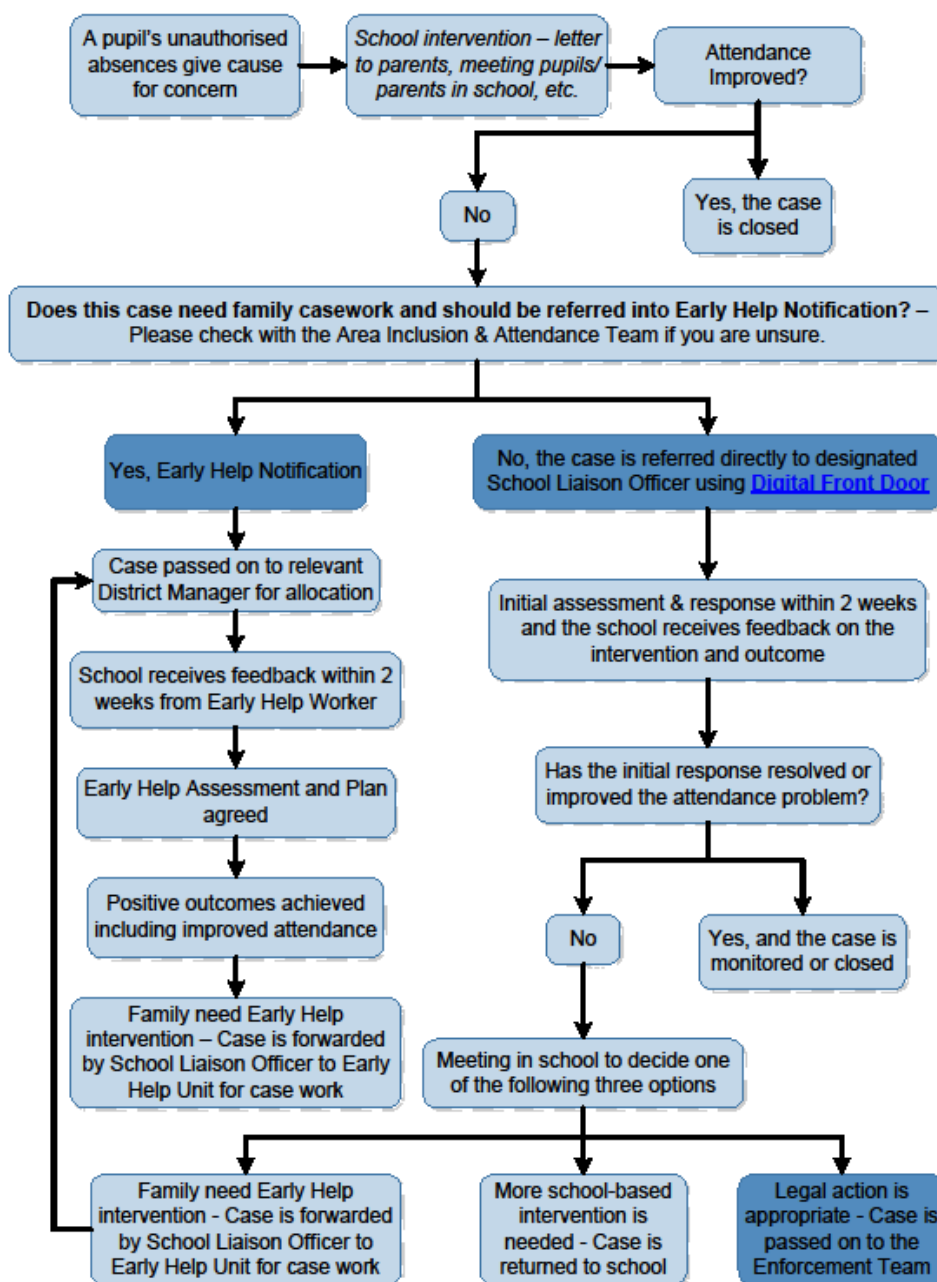 A pupil's unauthorised
absences give cause
for concern
School intervention – letter
to parents, meeting pupils/
parents in school, etc.
Attendance
Improved?
No
Yes, the case
is closed
Does this case need family casework and should be referred into Early Help Notification? –
Please check with the Area Inclusion & Attendance Team if you are unsure.
Yes, Early Help Notification
No, the case is referred directly to designated
School Liaison Officer using Digital Front Door
Case passed on to relevant
District Manager for allocation
School receives feedback within 2
weeks from Early Help Worker
Early Help Assessment and Plan
agreed
Positive outcomes achieved
including improved attendance
Family need Early Help
intervention – Case is forwarded
by School Liaison Officer to Early
Help Unit for case work
Initial assessment & response within 2 weeks
and the school receives feedback on the
intervention and outcome
Has the initial response resolved or
improved the attendance problem?
No
Yes, and the case is
monitored or closed
Meeting in school to decide one
of the following three options
Family need Early Help
intervention - Case is forwarded
by School Liaison Officer to
Early Help Unit for case work
More school-based
intervention is
needed - Case is
returned to school
Legal action is
appropriate - Case is
passed on to the
Enforcement Team